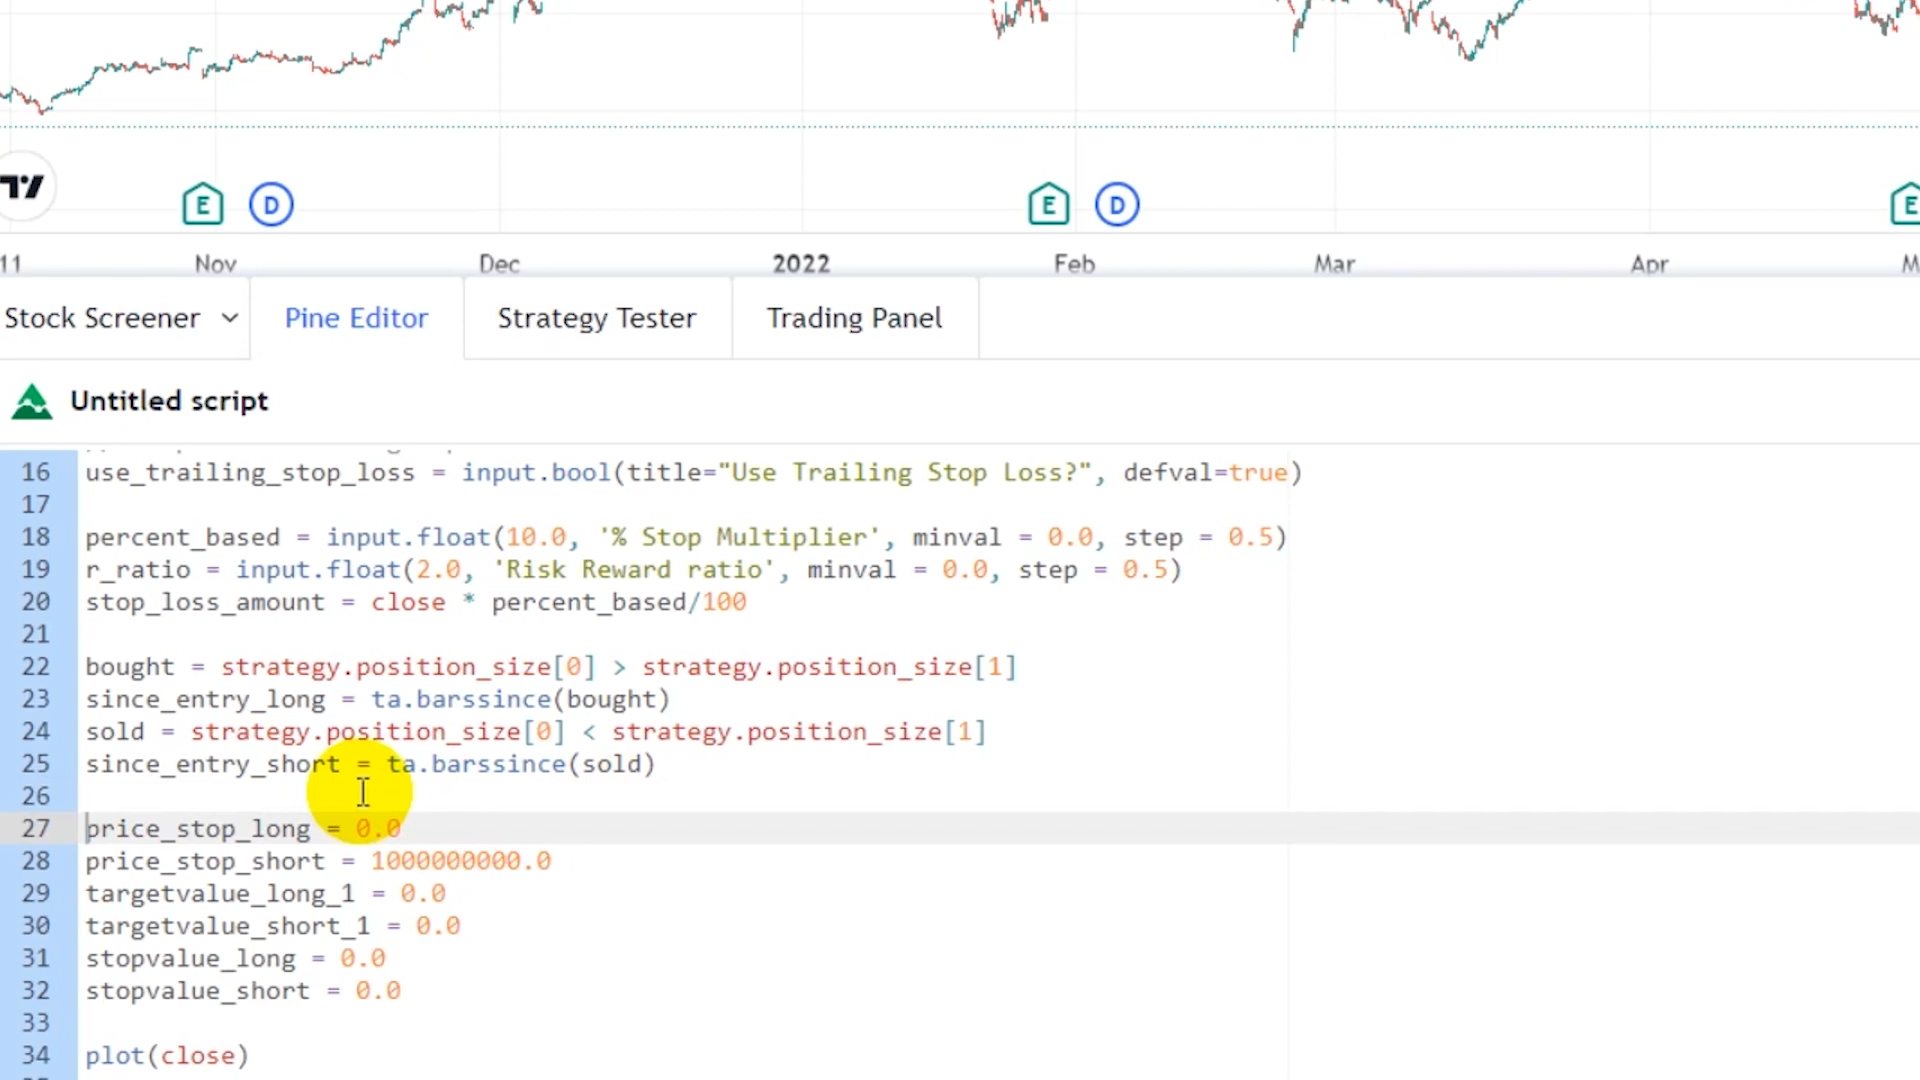 E D E D E
11 Nov Dec 2022 Feb Mar Apr M
Stock Screener Pine Editor Strategy Tester Trading Panel
Untitled script
16 use_trailing_stop_loss = input.bool(title="Use Trailing Stop Loss?", defval=true)
17
18 percent_based = input.float(10.0, '% Stop Multiplier', minval = 0.0, step = 0.5)
19 r_ratio = input.float(2.0, 'Risk Reward ratio', minval = 0.0, step = 0.5)
20 stop_loss_amount = close * percent_based/100
21
22 bought = strategy.position_size[0] > strategy.position_size[1]
23 since_entry_long = ta.barssince(bought)
24 sold = strategy.position_size[0] < strategy.position_size[1]
25 since_entry_short = ta.barssince(sold)
26
27 price_stop_long = 0.0
28 price_stop_short = 1000000000.0
29 targetvalue_long_1 = 0.0
30 targetvalue_short_1 = 0.0
31 stopvalue_long = 0.0
32 stopvalue_short = 0.0
33
34 plot(close)